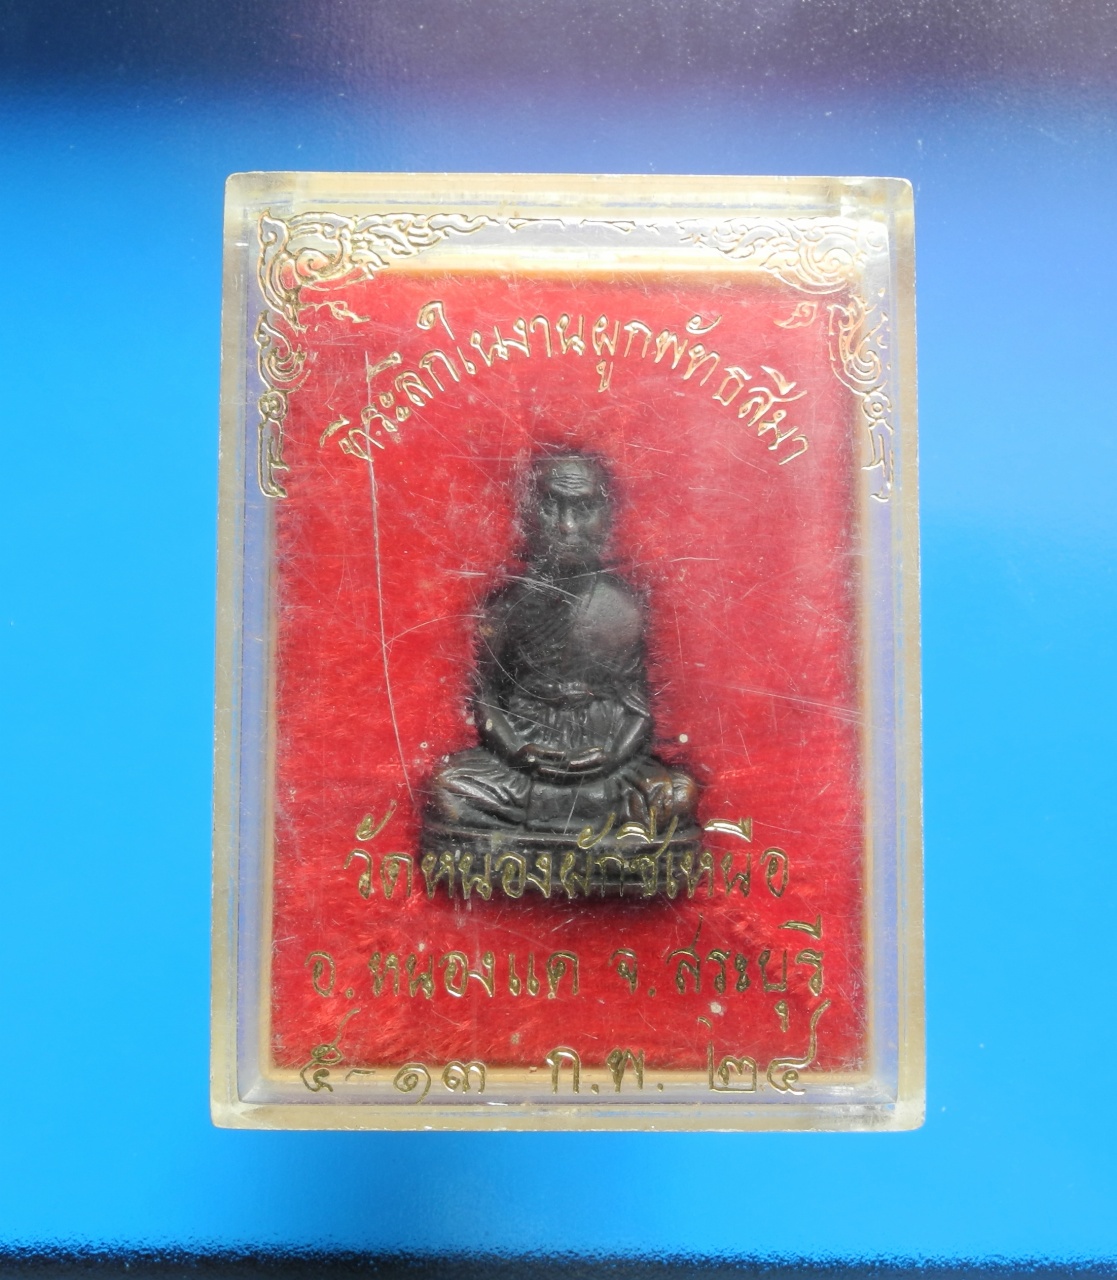 ที่ระลึกในงานผูกพัทธสีมา
วัดหนองผักชีเหนือ
อ.หนองแค จ.สระบุรี
๕-๑๓ ก.พ. ๒๔